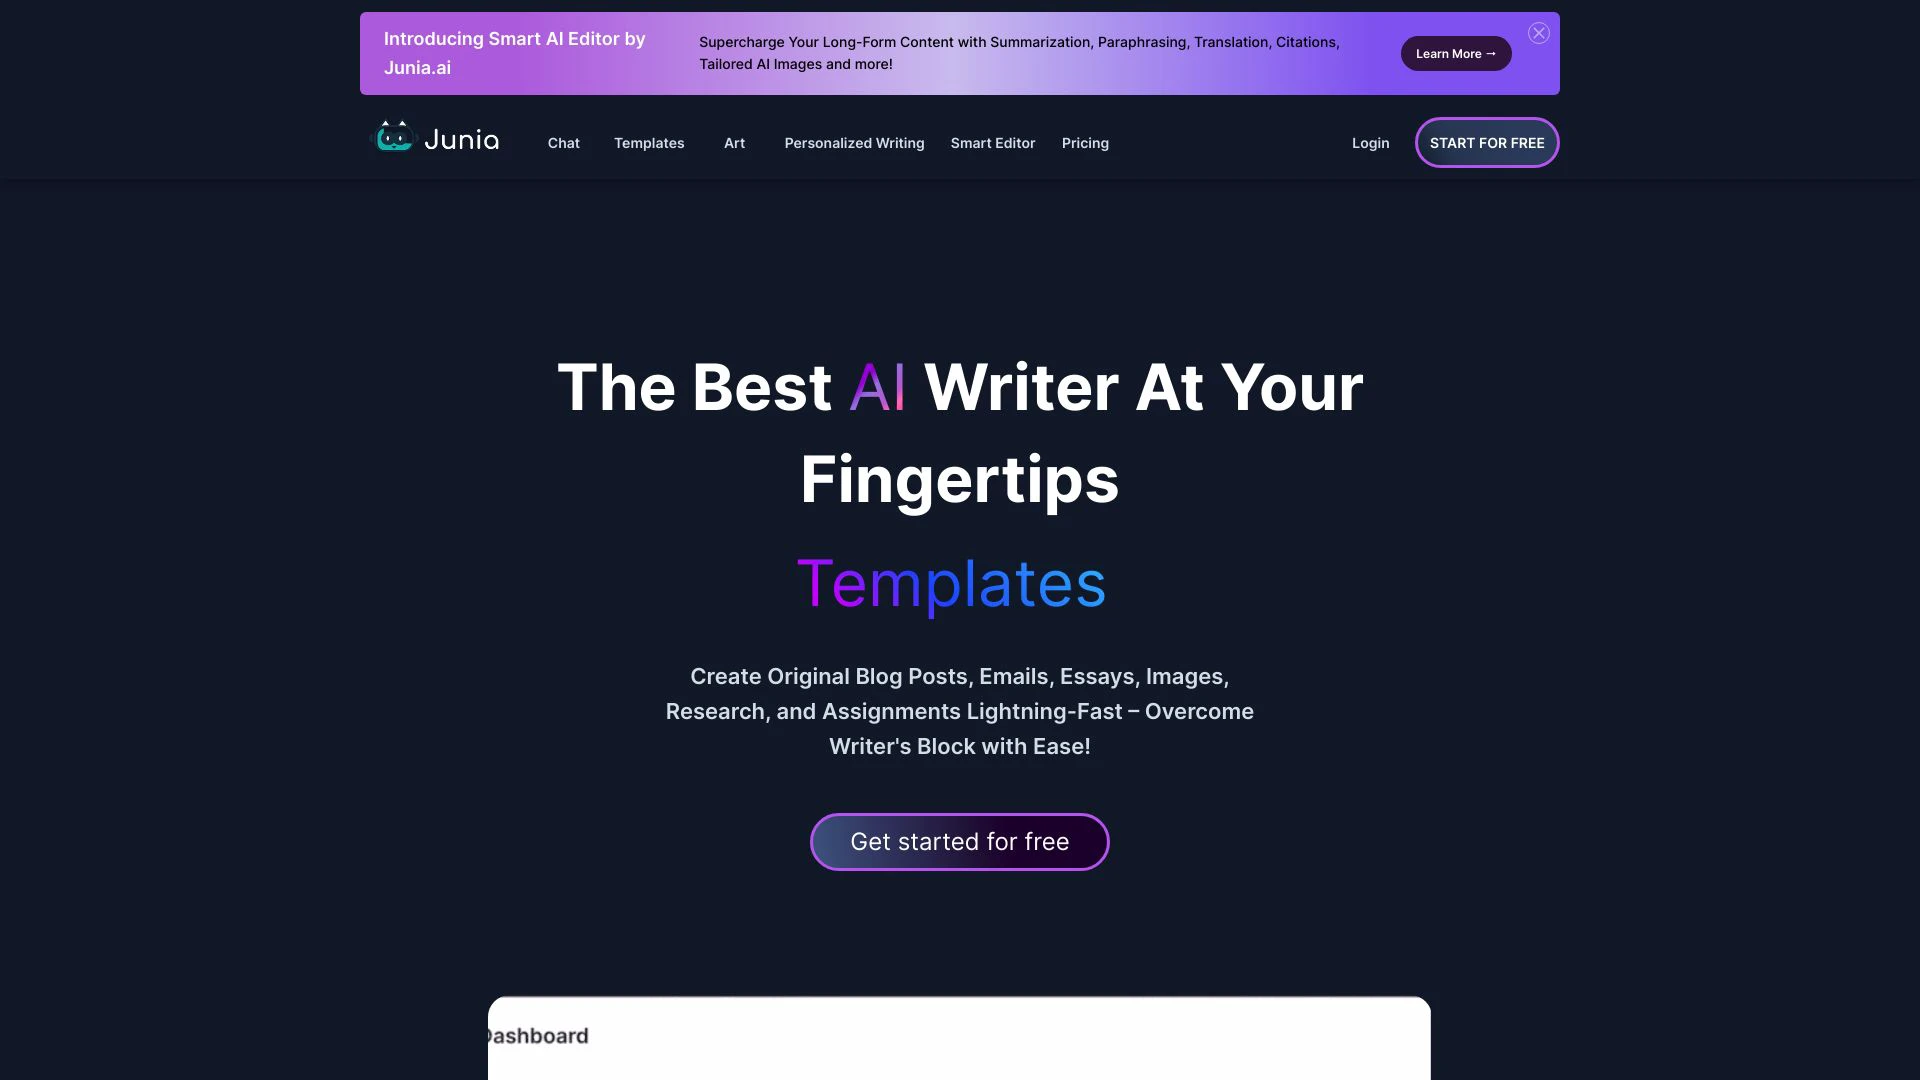 Introducing Smart AI Editor by
Junia.ai
Supercharge Your Long-Form Content with Summarization, Paraphrasing, Translation, Citations,
Tailored AI Images and more!
Learn More →
Junia
Chat
Templates
Art
Personalized Writing
Smart Editor
Pricing
Login
START FOR FREE
The Best AI Writer At Your
Fingertips
Templates
Create Original Blog Posts, Emails, Essays, Images,
Research, and Assignments Lightning-Fast – Overcome
Writer's Block with Ease!
Get started for free
Dashboard